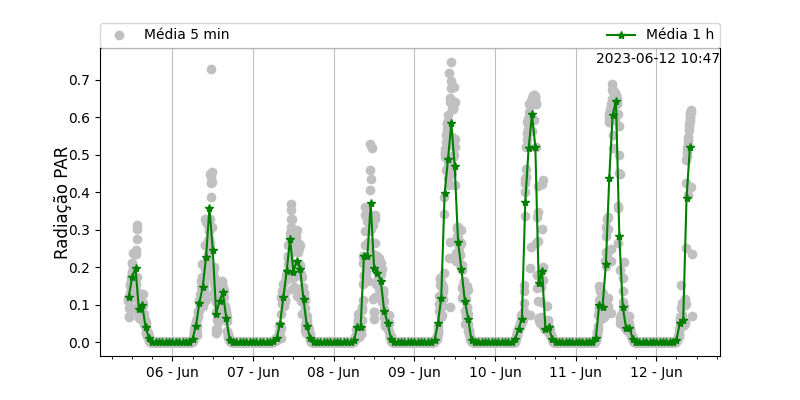 Média 5 min
Média 1 h
2023-06-12 10:47
Radiação PAR
0.7
0.6
0.5
0.4
0.3
0.2
0.1
0.0
06 - Jun
07 - Jun
08 - Jun
09 - Jun
10 - Jun
11 - Jun
12 - Jun